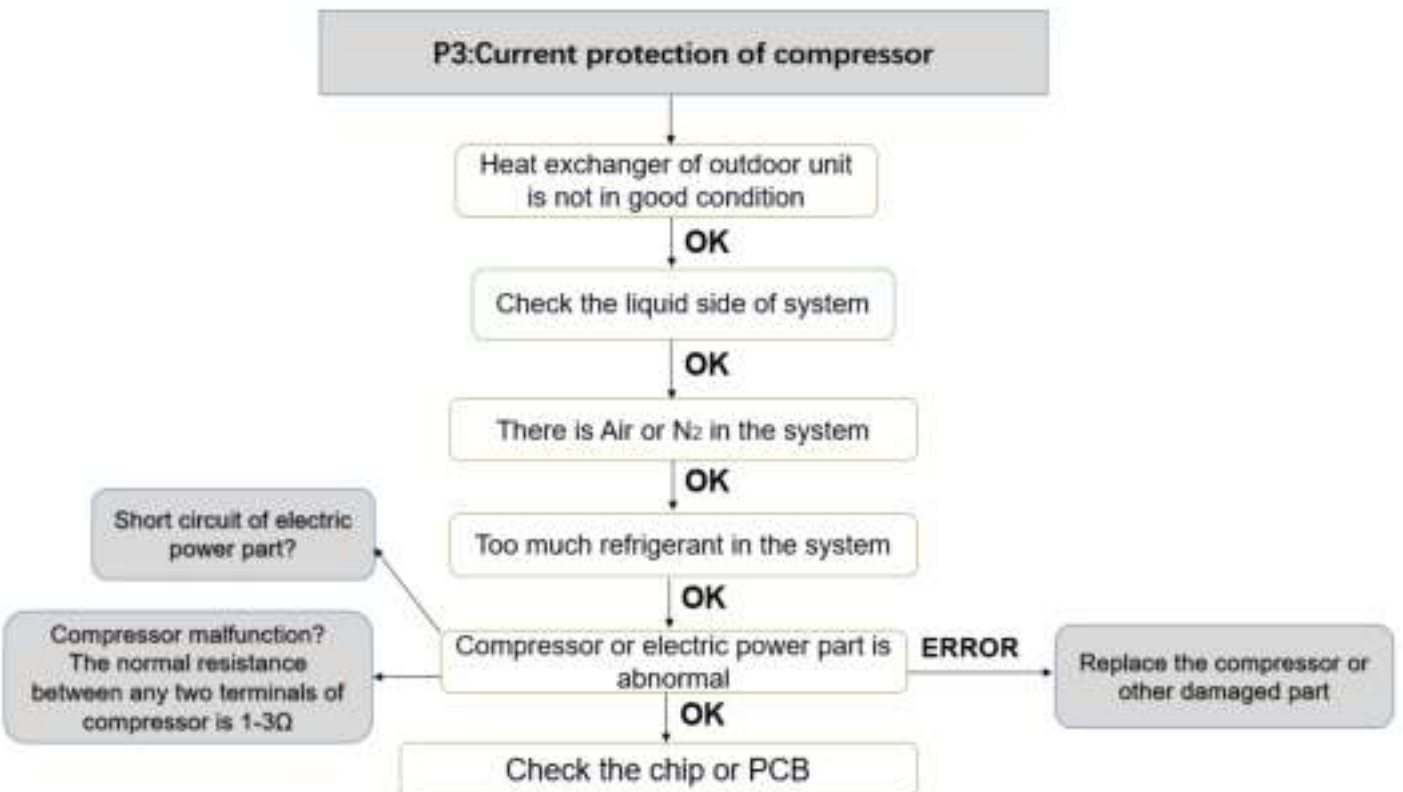 P3:Current protection of compressor
Heat exchanger of outdoor unit
is not in good condition
OK
Check the liquid side of system
OK
There is Air or N₂ in the system
OK
Too much refrigerant in the system
OK
Short circuit of electric
power part?
Compressor malfunction?
The normal resistance
between any two terminals of
compressor is 1-3Ω
Compressor or electric power part is
abnormal
ERROR
Replace the compressor or
other damaged part
OK
Check the chip or PCB